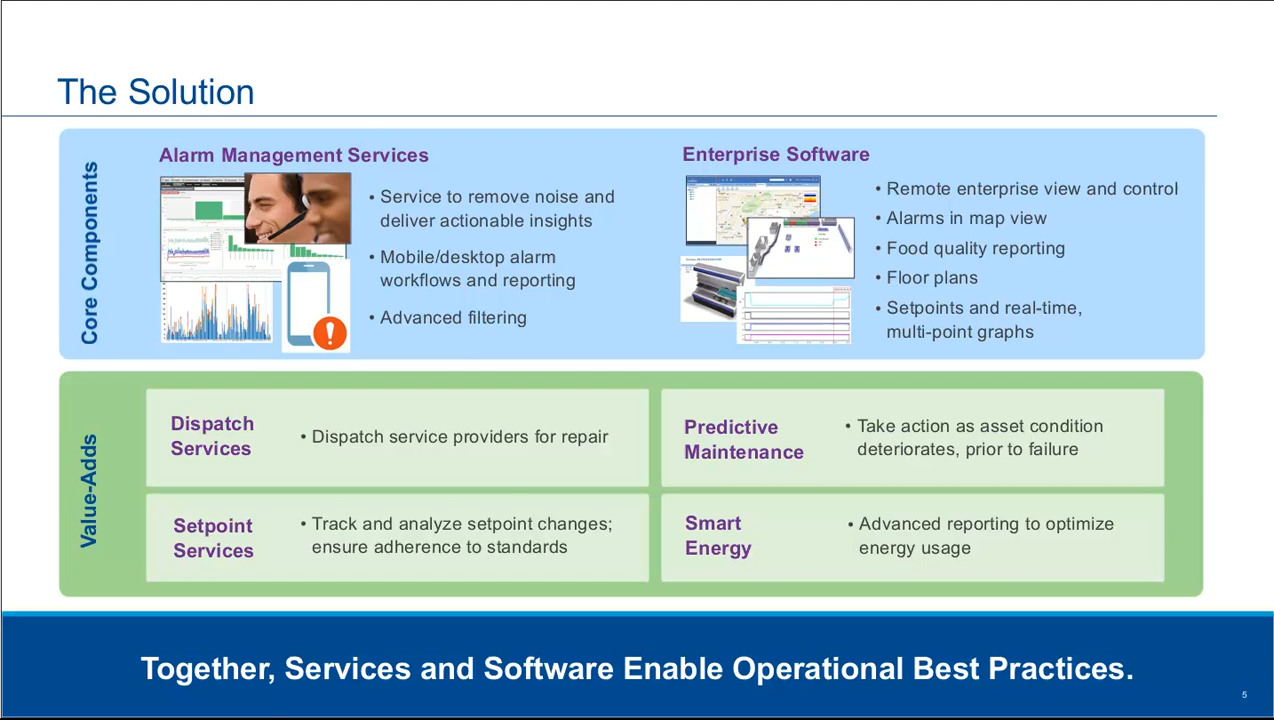 The Solution
Core Components
Alarm Management Services
• Service to remove noise and
deliver actionable insights
• Mobile/desktop alarm
workflows and reporting
• Advanced filtering
Enterprise Software
• Remote enterprise view and control
• Alarms in map view
• Food quality reporting
• Floor plans
• Setpoints and real-time,
multi-point graphs
Value-Adds
Dispatch
Services
• Dispatch service providers for repair
Predictive
Maintenance
• Take action as asset condition
deteriorates, prior to failure
Setpoint
Services
• Track and analyze setpoint changes;
ensure adherence to standards
Smart
Energy
• Advanced reporting to optimize
energy usage
Together, Services and Software Enable Operational Best Practices.
5